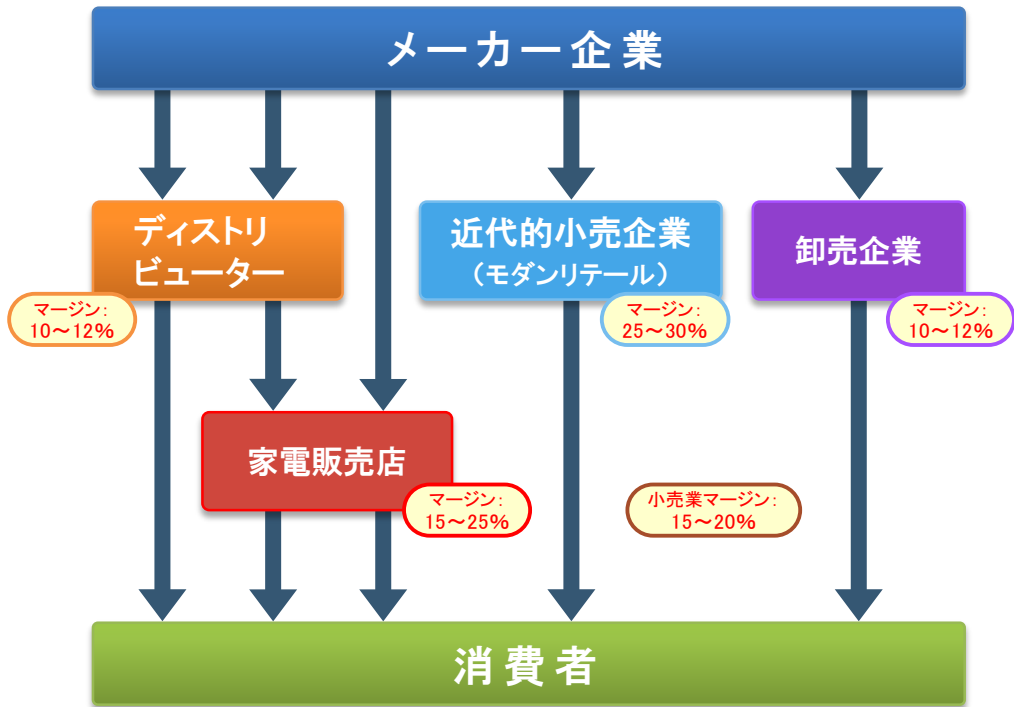 メーカー企業
ディストリ
ビューター
近代的小売企業
（モダンリテール）
卸売企業
マージン：
10～12%
マージン：
25～30%
マージン：
10～12%
家電販売店
マージン：
15～25%
小売業マージン：
15～20%
消費者